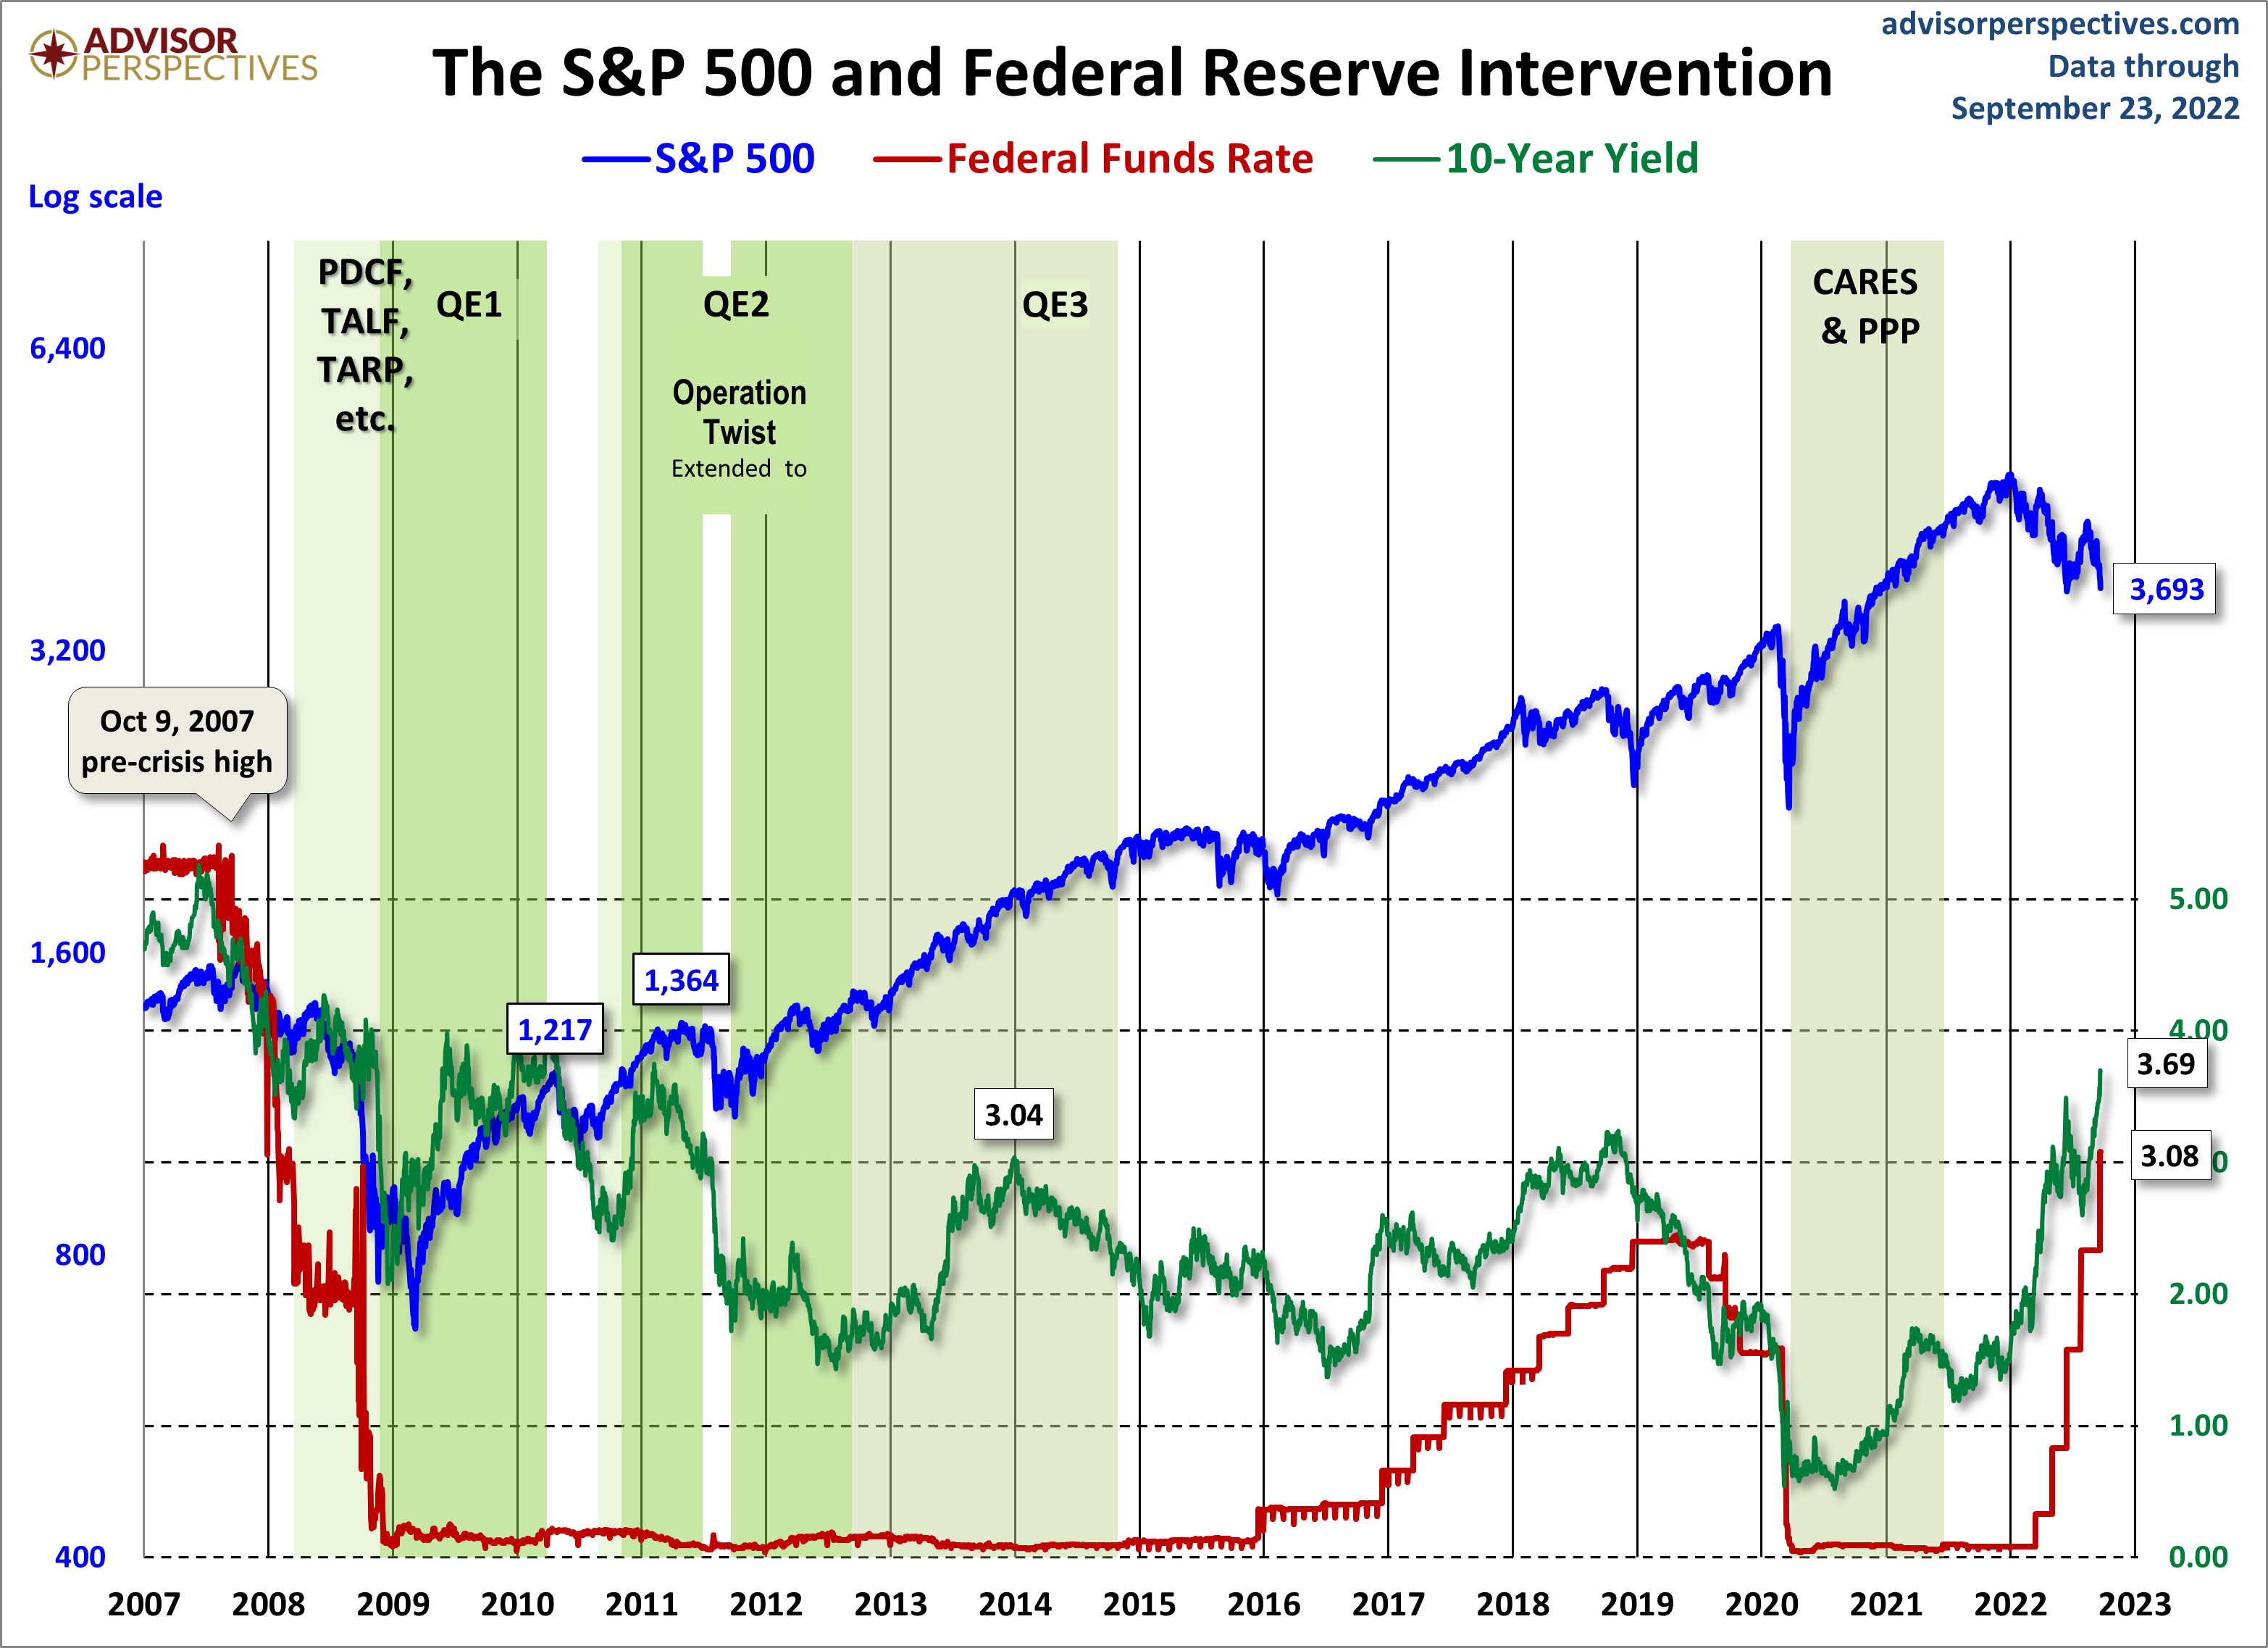 ADVISOR
PERSPECTIVES
The S&P 500 and Federal Reserve Intervention
advisorperspectives.com
Data through
September 23, 2022
S&P 500
Federal Funds Rate
10-Year Yield
Log scale
PDCF,
TALF,
TARP,
etc.
QE1
QE2
QE3
CARES
& PPP
Operation
Twist
Extended to
6,400
3,200
1,600
800
400
Oct 9, 2007
pre-crisis high
1,217
1,364
3.04
3,693
5.00
4.00
3.69
3.08
2.00
1.00
0.00
2007
2008
2009
2010
2011
2012
2013
2014
2015
2016
2017
2018
2019
2020
2021
2022
2023